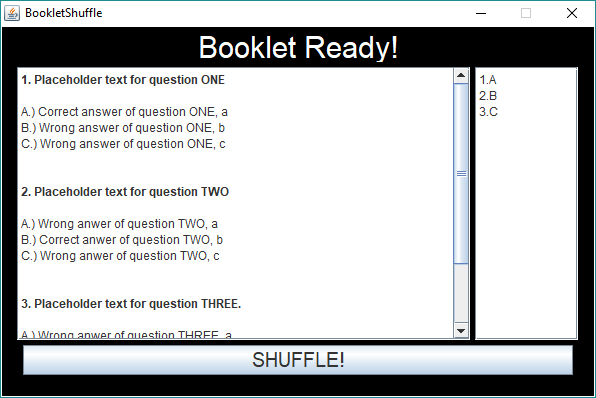 BookletShuffle
Booklet Ready!
1. Placeholder text for question ONE
A.) Correct answer of question ONE, a
B.) Wrong answer of question ONE, b
C.) Wrong answer of question ONE, c
2. Placeholder text for question TWO
A.) Wrong anwer of question TWO, a
B.) Correct anwer of question TWO, b
C.) Wrong anwer of question TWO, c
3. Placeholder text for question THREE.
A.) Wrong anwer of question THREE, a
1.A
2.B
3.C
SHUFFLE!